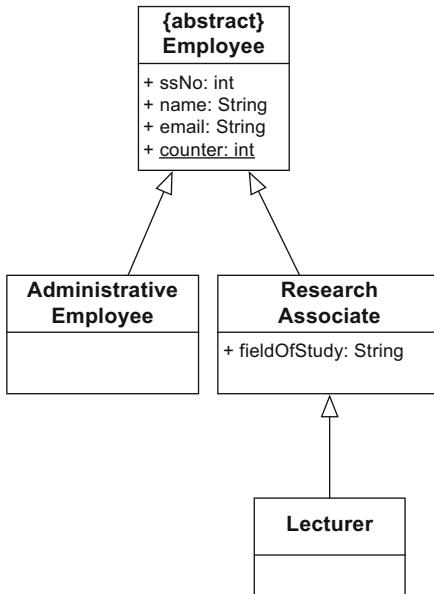 {abstract}
Employee
+ ssNo: int
+ name: String
+ email: String
+ counter: int
Administrative
Employee
Research
Associate
+ fieldOfStudy: String
Lecturer